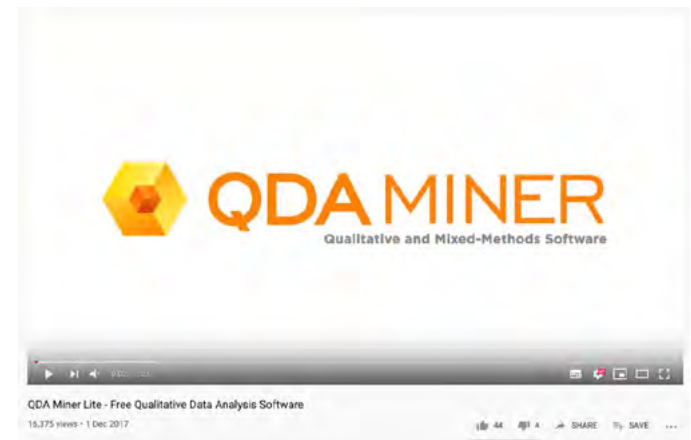 QDA MINER
Qualitative and Mixed-Methods Software
QDA Miner Lite - Free Qualitative Data Analysis Software
16,375 views • 1 Dec 2017
44 4 SHARE SAVE ...